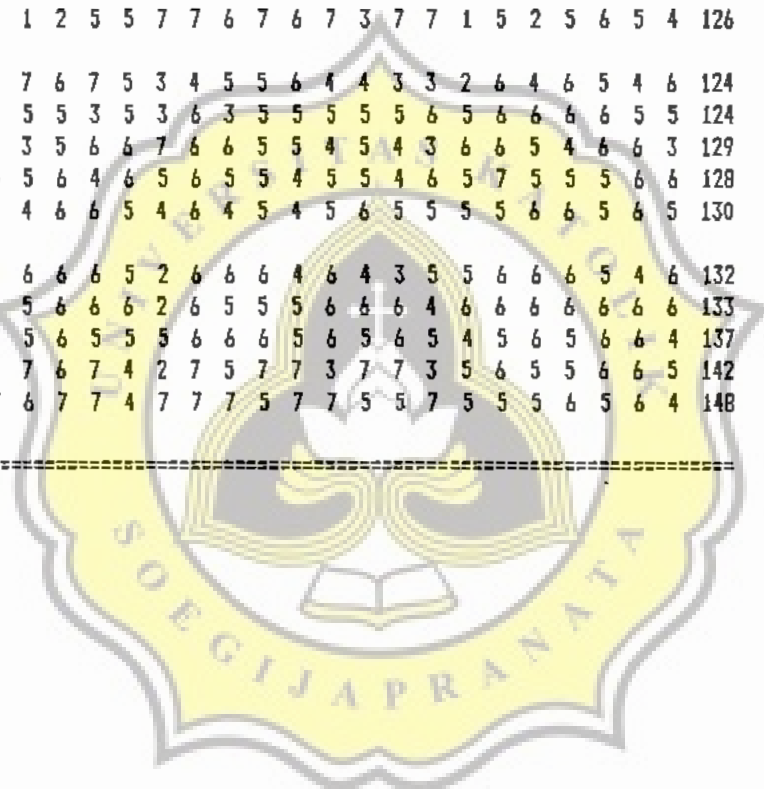 1 2 5 5 7 7 6 7 6 7 3 7 7 1 5 2 5 6 5 4 126
7 6 7 5 3 4 5 5 6 4 4 3 3 2 6 4 6 5 4 6 124
5 5 3 5 3 6 3 5 5 5 5 5 6 5 6 6 6 6 5 5 124
3 5 6 6 7 6 6 5 5 4 5 4 3 6 6 5 4 6 6 3 129
5 6 4 6 5 6 5 5 4 5 5 4 6 5 7 5 5 5 6 6 128
4 6 6 5 4 6 4 5 4 5 6 5 5 5 5 6 6 5 6 5 130
6 6 6 5 2 6 6 6 4 6 4 3 5 5 6 6 6 5 4 6 132
5 6 6 6 2 6 5 5 5 6 6 6 4 6 6 6 6 6 6 6 133
5 6 5 5 5 6 6 6 5 6 5 6 5 4 5 6 5 6 6 4 137
7 6 7 4 2 7 5 7 7 3 7 7 3 5 6 5 5 6 6 5 142
6 7 7 4 7 7 7 5 7 7 5 5 7 5 5 5 6 5 6 4 148
UNIVERSITAS KATOLIK
SOEGIJAPRANATA